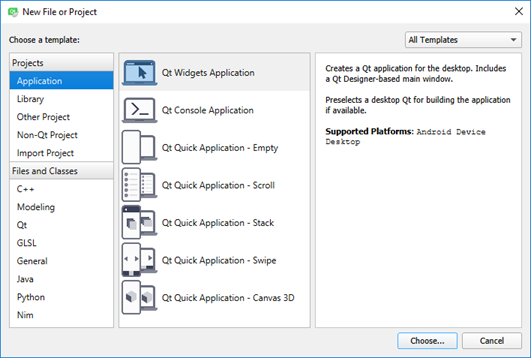 New File or Project
Choose a template:
All Templates
Projects
Application
Library
Other Project
Non-Qt Project
Import Project
Files and Classes
C++
Modeling
Qt
GLSL
General
Java
Python
Nim
Qt Widgets Application
Qt Console Application
Qt Quick Application - Empty
Qt Quick Application - Scroll
Qt Quick Application - Stack
Qt Quick Application - Swipe
Qt Quick Application - Canvas 3D
Creates a Qt application for the desktop. Includes
a Qt Designer-based main window.
Preselects a desktop Qt for building the application
if available.
Supported Platforms: Android Device
Desktop
Choose...
Cancel